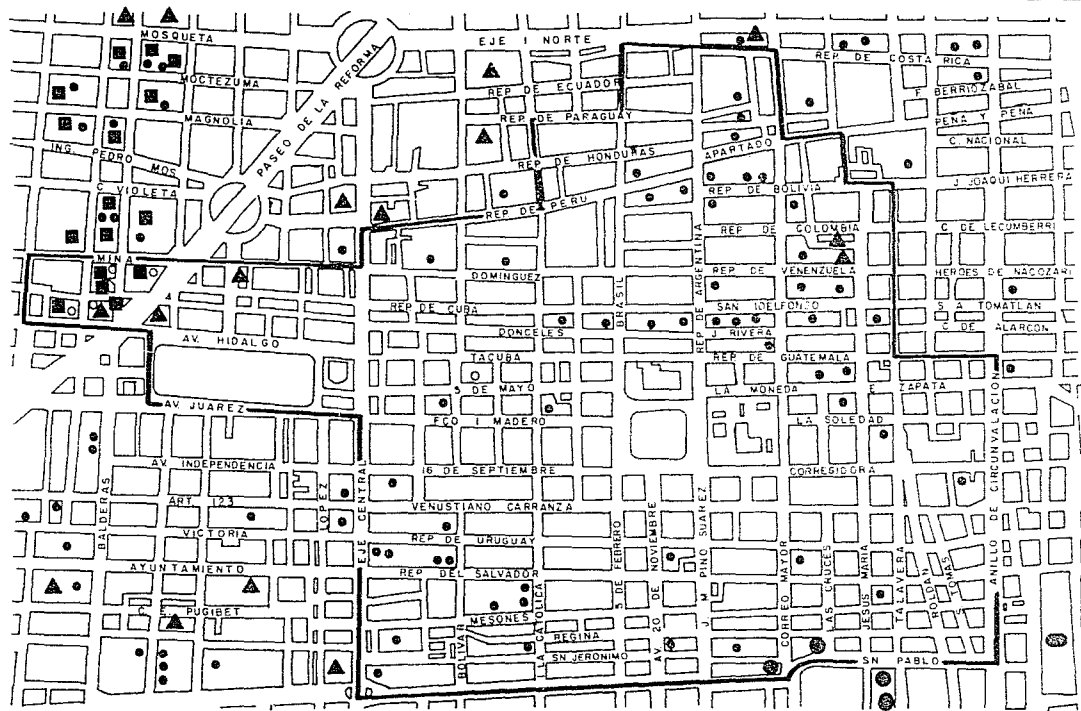 MOSQUETA
EJE 1 NORTE
REP DE COSTA RICA
MOCTEZUMA
PASEO DE LA REFORMA
REP DE ECUADOR
F BERRIOZABAL
MAGNOLIA
REP DE PARAGUAY
PEÑA Y PEÑA
ING. PEDRO MOS
REP DE HONDURAS
APARTADO
C. NACIONAL
C. VIOLETA
REP DE BOLIVIA
J. JOAQUI HERRERA
REP DE PERU
REP DE COLOMBIA
C. DE LECUMBERRI
MINA
DOMINGUEZ
REP DE VENENZUELA
HEROES DE NACOZARI
REP DE CUBA
BRASIL
REP DE ARGENTINA
SAN IDELFONZO
S. A. TOMATLAN
DONCELES
J. RIVERA
C. DE ALARCON
AV. HIDALGO
TACUBA
REP DE GUATEMALA
5 DE MAYO
LA MONEDA
E. ZAPATA
AV. JUAREZ
FCO I MADERO
LA SOLEDAD
AV. INDEPENDENCIA
16 DE SEPTIEMBRE
CORREGIDORA
ANILLO DE CIRCUNVALACION
ART. 123
LOPEZ
EJE CENTRAL
VENUSTIANO CARRANZA
BALDERAS
VICTORIA
REP DE URUGUAY
5 DE FEBRERO
AV. 20 DE NOVIEMBRE
J. M. PINO SUAREZ
AYUNTAMIENTO
REP DEL SALVADOR
CORREO MAYOR
LAS CRUCES
JESUS MARIA
TALAVERA
ROLDAN
S. TOMAS
C. E. PUGIBET
MESONES
BOLIVAR
LA CATOLICA
REGINA
SN JERONIMO
SN PABLO